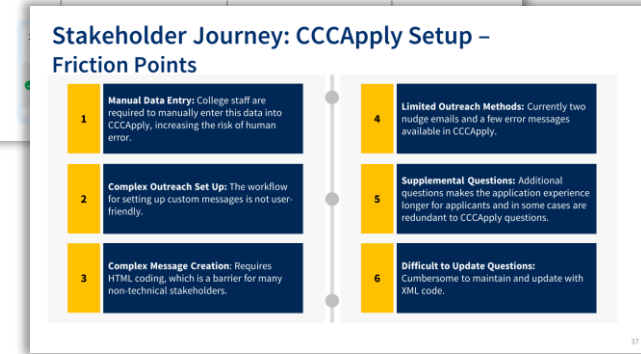 Stakeholder Journey: CCCApply Setup –
Friction Points
1
Manual Data Entry: College staff are
required to manually enter this data into
CCCApply, increasing the risk of human
error.
2
Complex Outreach Set Up: The workflow
for setting up custom messages is not user-
friendly.
3
Complex Message Creation: Requires
HTML coding, which is a barrier for many
non-technical stakeholders.
4
Limited Outreach Methods: Currently two
nudge emails and a few error messages
available in CCCApply.
5
Supplemental Questions: Additional
questions makes the application experience
longer for applicants and in some cases are
redundant to CCCApply questions.
6
Difficult to Update Questions:
Cumbersome to maintain and update with
XML code.
37